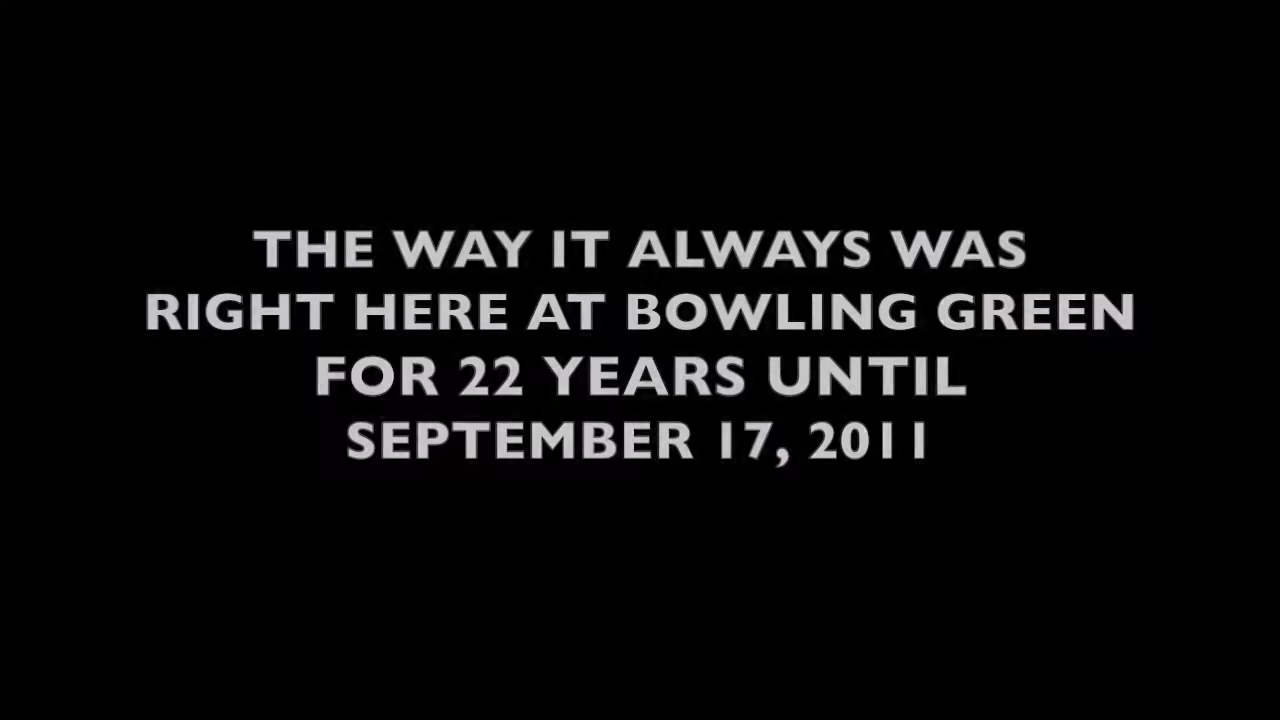 THE WAY IT ALWAYS WAS
RIGHT HERE AT BOWLING GREEN
FOR 22 YEARS UNTIL
SEPTEMBER 17, 2011